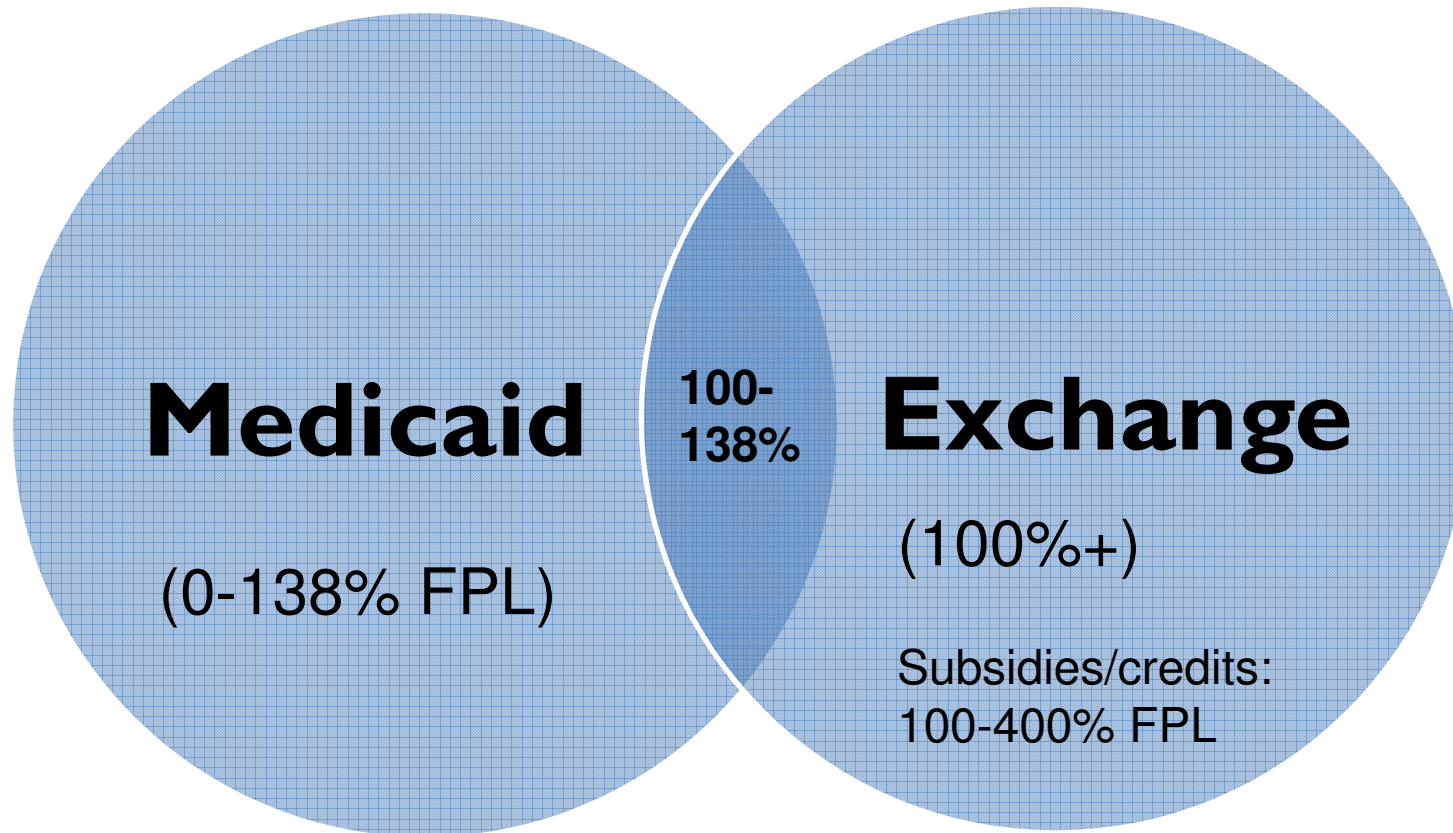 Medicaid
(0-138% FPL)
100-
138%
Exchange
(100%+)
Subsidies/credits:
100-400% FPL